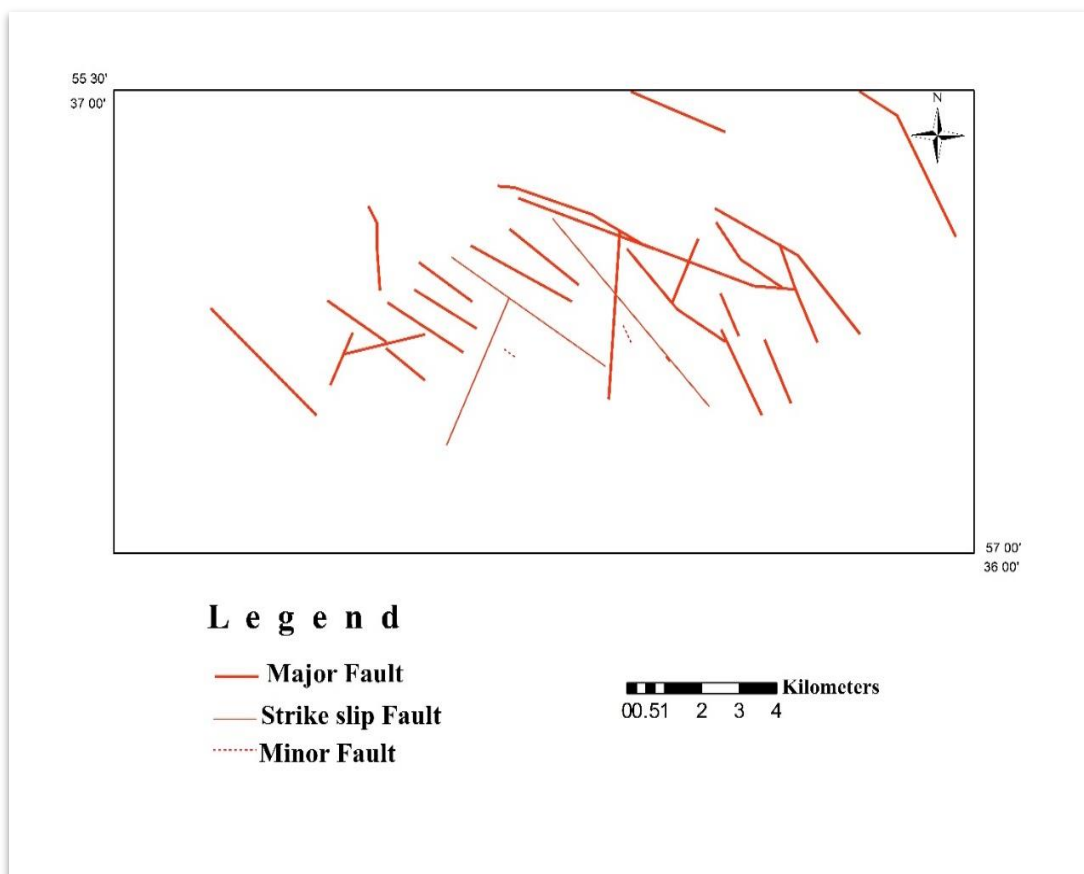 55 30'
37 00'
N
57 00'
36 00'
Legend
Major Fault
Strike slip Fault
Minor Fault
Kilometers
00.51 2 3 4